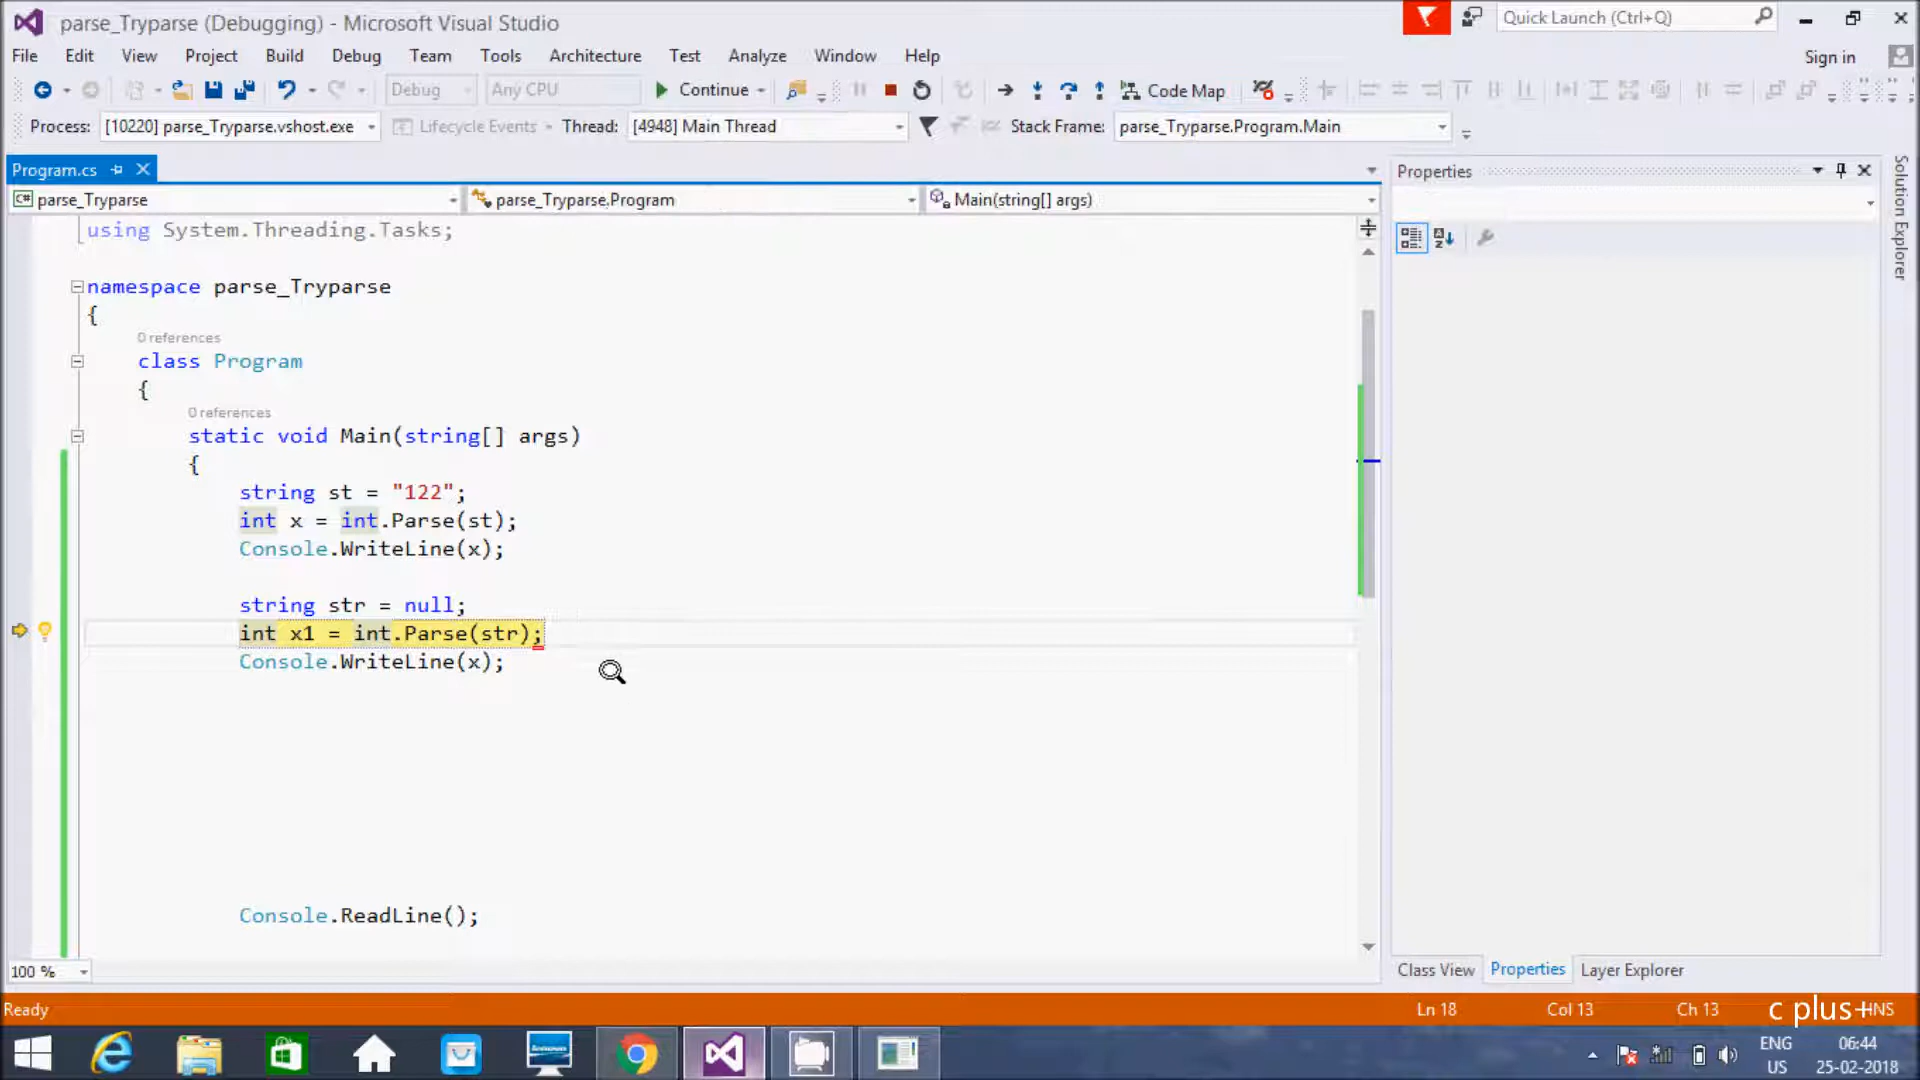 parse_Tryparse (Debugging) - Microsoft Visual Studio
Quick Launch (Ctrl+Q)
File Edit View Project Build Debug Team Tools Architecture Test Analyze Window Help
Sign in
Debug Any CPU Continue Code Map
Process: [10220] parse_Tryparse.vshost.exe Lifecycle Events Thread: [4948] Main Thread Stack Frame: parse_Tryparse.Program.Main
Program.cs
Properties
Solution Explorer
C# parse_Tryparse parse_Tryparse.Program Main(string[] args)
using System.Threading.Tasks;
namespace parse_Tryparse
{
0 references
class Program
{
0 references
static void Main(string[] args)
{
string st = "122";
int x = int.Parse(st);
Console.WriteLine(x);
string str = null;
int x1 = int.Parse(str);
Console.WriteLine(x);
Console.ReadLine();
100 %
Class View Properties Layer Explorer
Ready
Ln 18 Col 13 Ch 13 c plus+ INS
ENG 06:44
US 25-02-2018